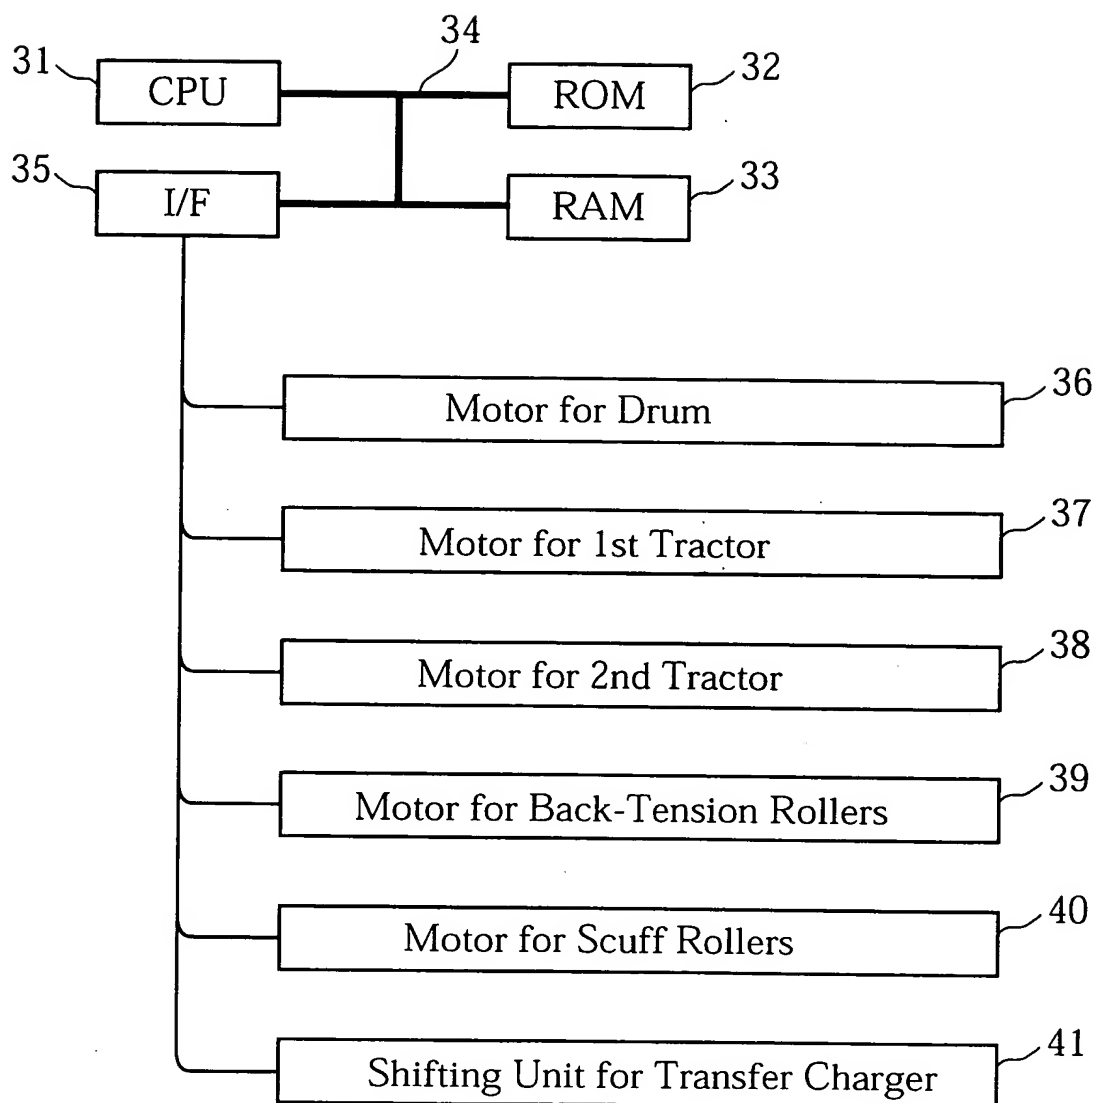 31 CPU 34 ROM 32
35 I/F RAM 33
Motor for Drum 36
Motor for 1st Tractor 37
Motor for 2nd Tractor 38
Motor for Back-Tension Rollers 39
Motor for Scuff Rollers 40
Shifting Unit for Transfer Charger 41